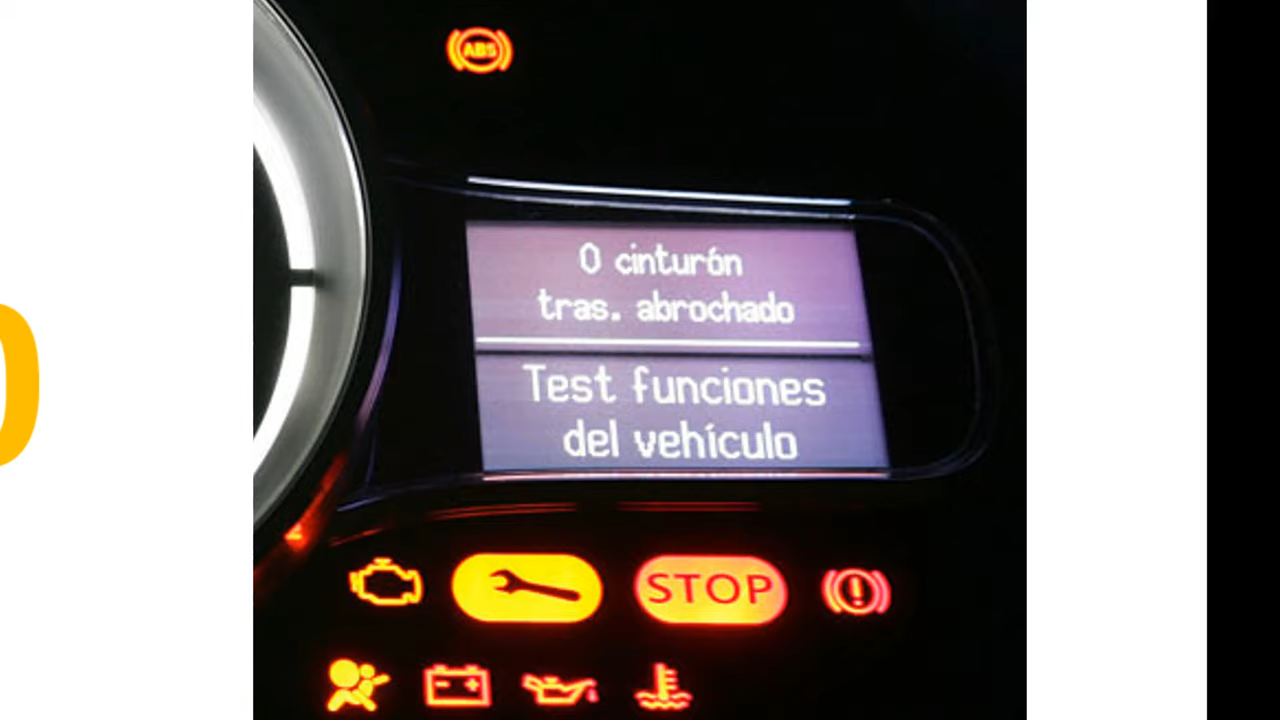 ABS
0 cinturón
tras. abrochado
Test funciones
del vehículo
STOP